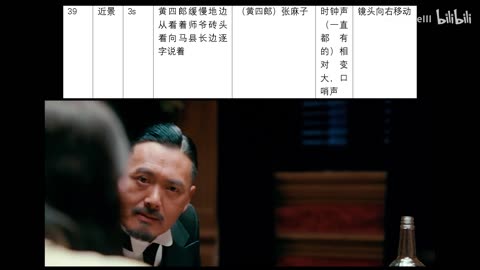 39
近景
3s
黄四郎缓慢地边
从看着师爷砖头
看向马县长边逐
字说着
（黄四郎）张麻子
时钟声
（一直
都有
的）相
对变
大，口
哨声
镜头向右移动
elll bilibili